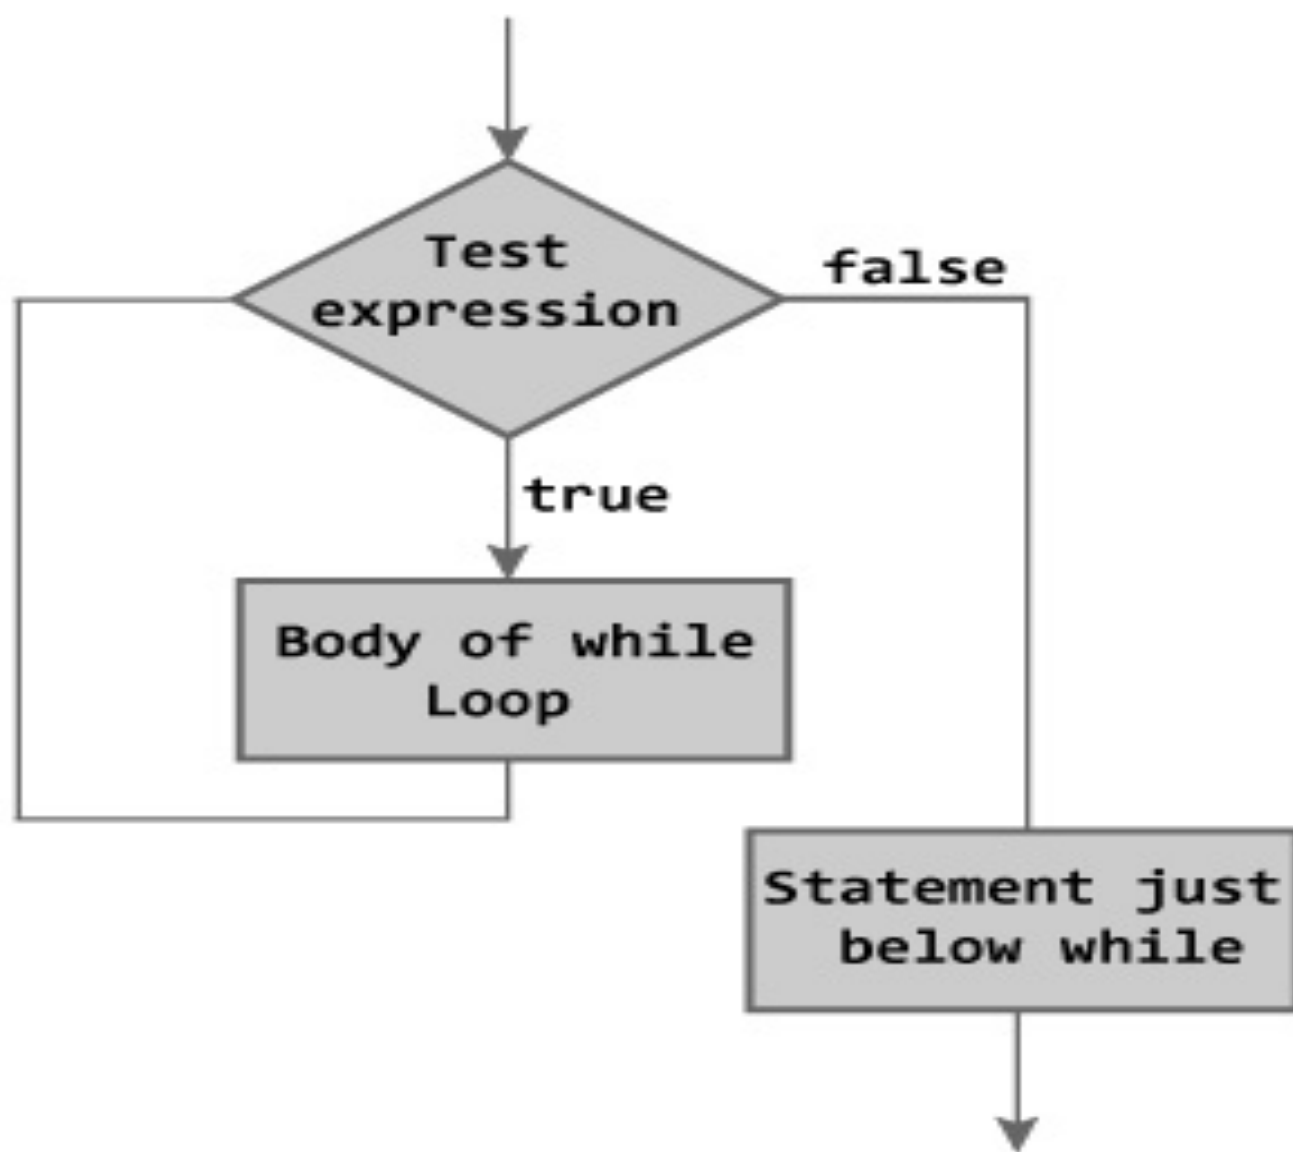 Test
expression
false
true
Body of while
Loop
Statement just
below while